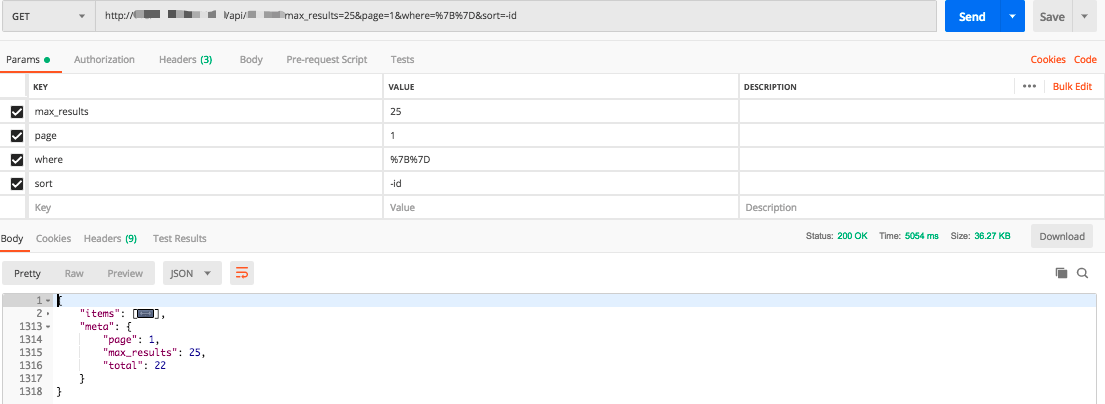 GET http:// /api/ max_results=25&page=1&where=%7B%7D&sort=-id Send Save
Params Authorization Headers (3) Body Pre-request Script Tests Cookies Code
KEY VALUE DESCRIPTION ••• Bulk Edit
max_results 25
page 1
where %7B%7D
sort -id
Key Value Description
Body Cookies Headers (9) Test Results Status: 200 OK Time: 5054 ms Size: 36.27 KB Download
Pretty Raw Preview JSON
1 {
2 "items": [ ],
1313 "meta": {
1314 "page": 1,
1315 "max_results": 25,
1316 "total": 22
1317 }
1318 }